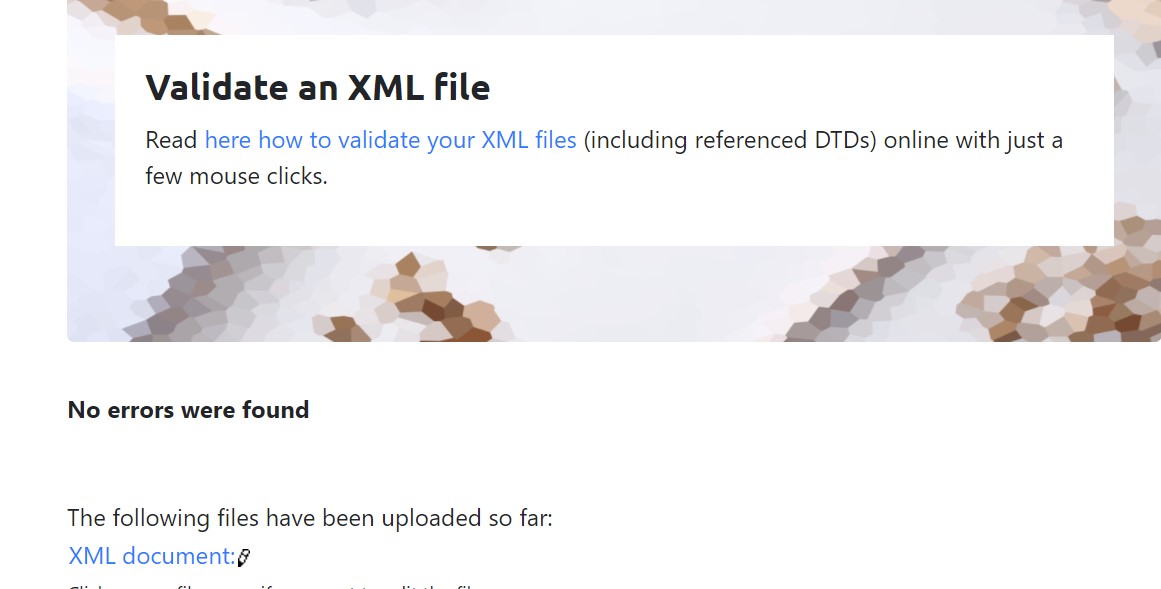 Validate an XML file
Read here how to validate your XML files (including referenced DTDs) online with just a
few mouse clicks.
No errors were found
The following files have been uploaded so far:
XML document: